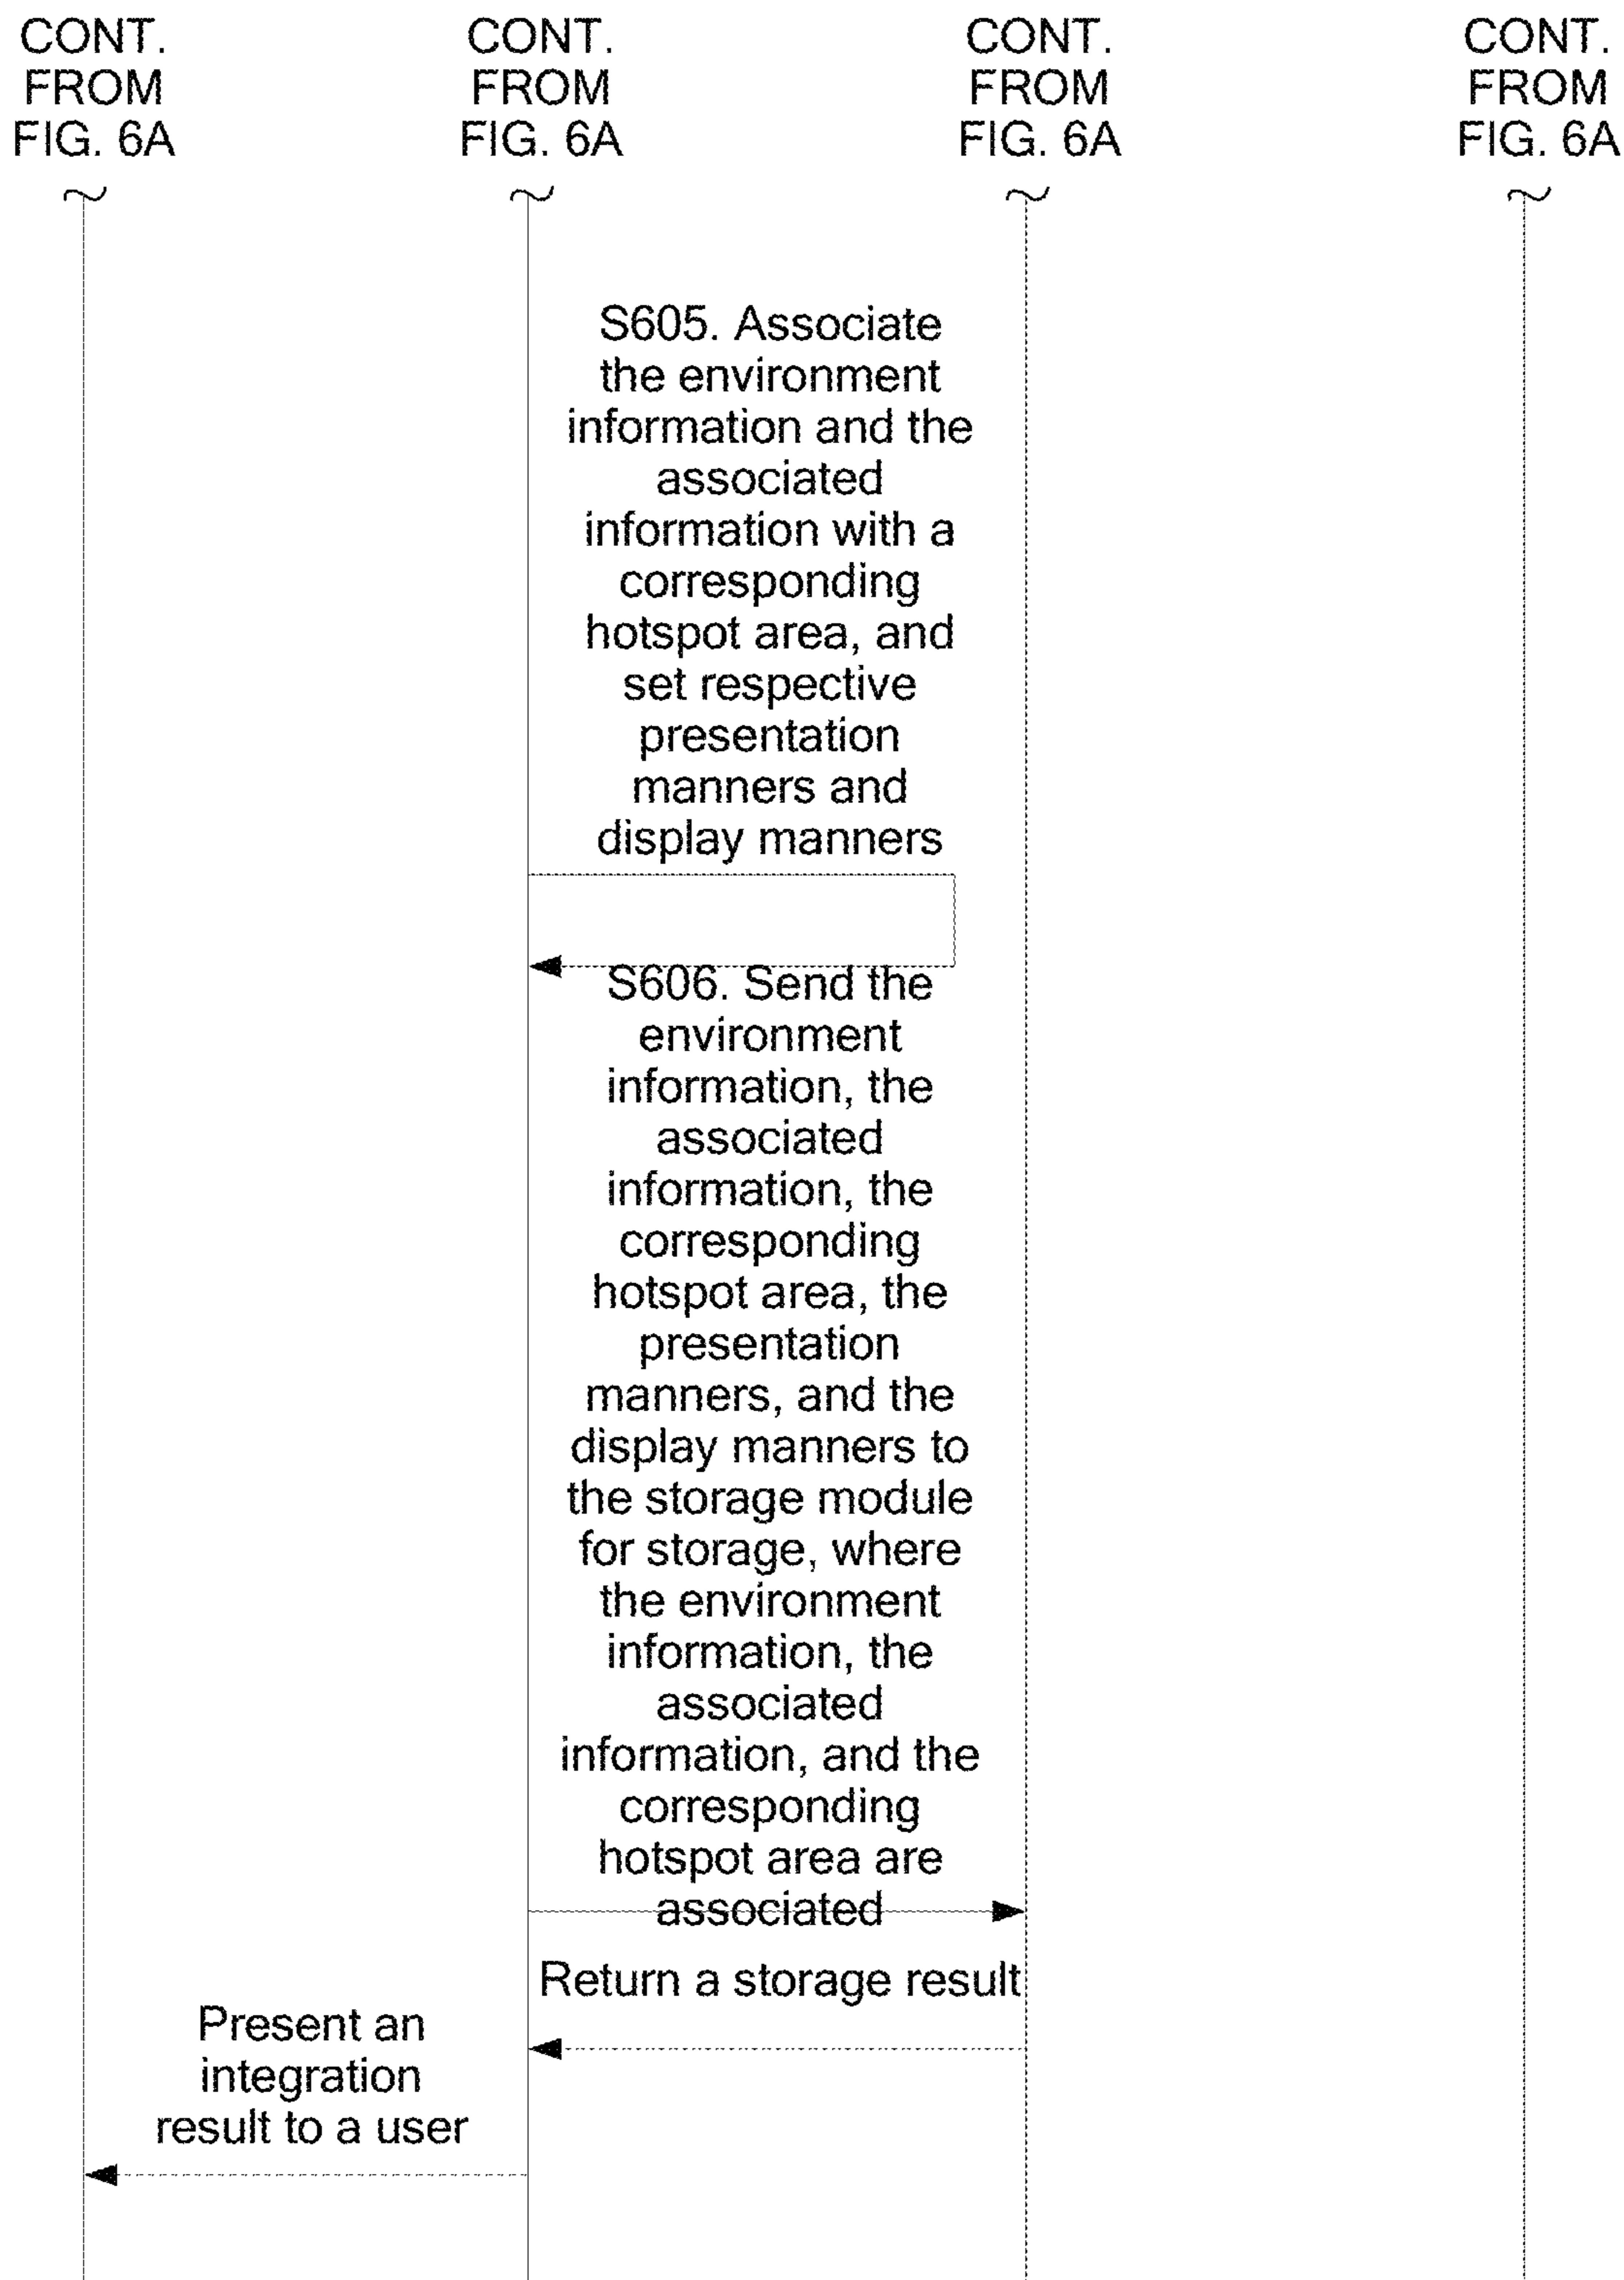 CONT.
FROM
FIG. 6A
CONT.
FROM
FIG. 6A
CONT.
FROM
FIG. 6A
CONT.
FROM
FIG. 6A
S605. Associate
the environment
information and the
associated
information with a
corresponding
hotspot area, and
set respective
presentation
manners and
display manners
S606. Send the
environment
information, the
associated
information, the
corresponding
hotspot area, the
presentation
manners, and the
display manners to
the storage module
for storage, where
the environment
information, the
associated
information, and the
corresponding
hotspot area are
associated
Return a storage result
Present an
integration
result to a user